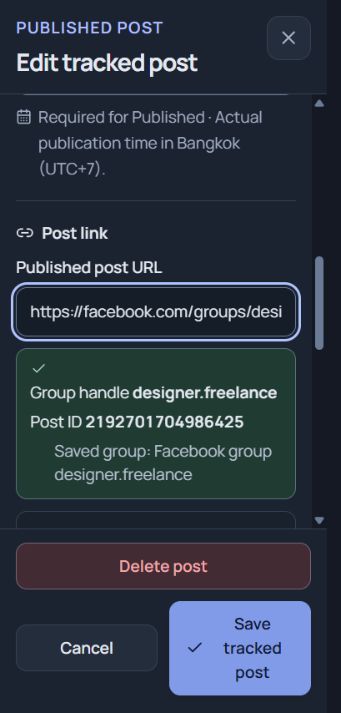 PUBLISHED POST
Edit tracked post
Required for Published · Actual
publication time in Bangkok
(UTC+7).
Post link
Published post URL
https://facebook.com/groups/desi
Group handle designer.freelance
Post ID 2192701704986425
Saved group: Facebook group
designer.freelance
Delete post
Cancel
Save
tracked
post